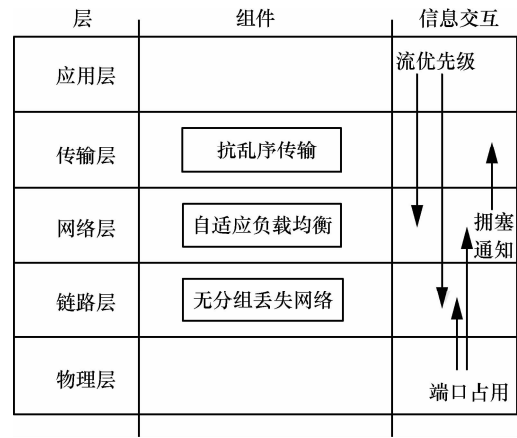 层 组件 信息交互
应用层 流优先级
传输层 抗乱序传输
网络层 自适应负载均衡 拥塞
通知
链路层 无分组丢失网络
物理层 端口占用